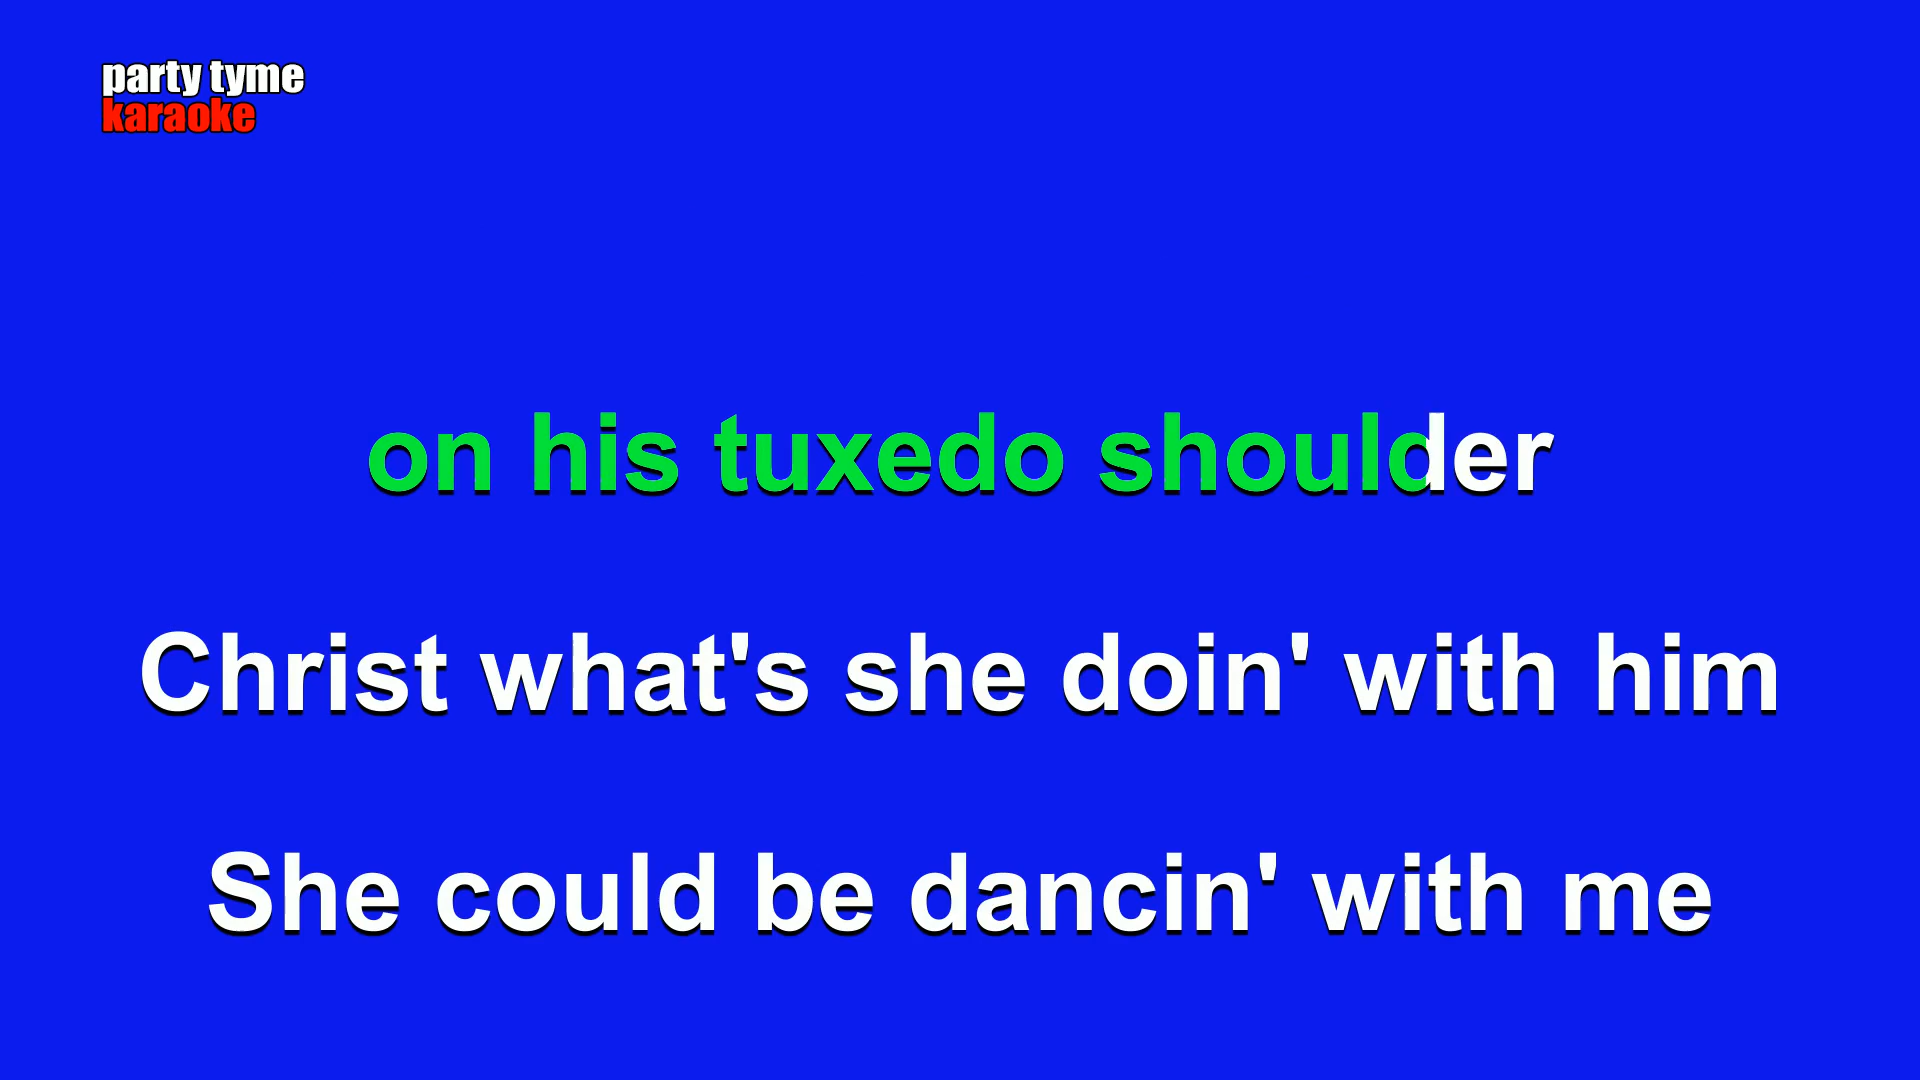 party tyme
karaoke
on his tuxedo shoulder
Christ what's she doin' with him
She could be dancin' with me